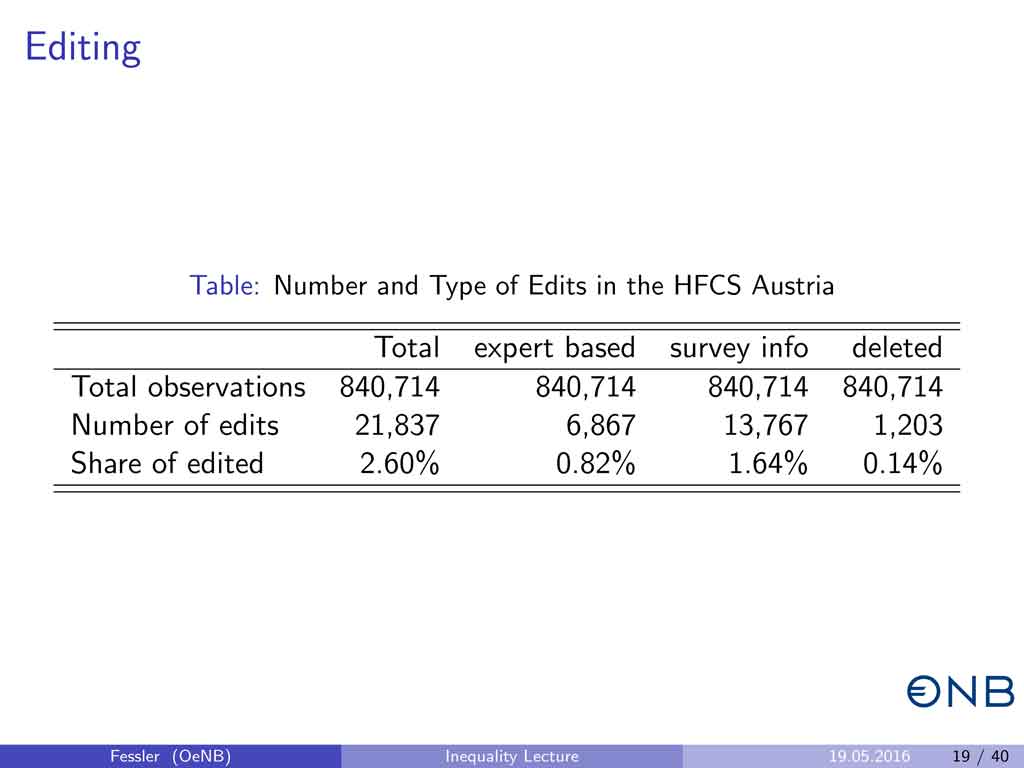 Editing
Table: Number and Type of Edits in the HFCS Austria
Total expert based survey info deleted
Total observations 840,714 840,714 840,714 840,714
Number of edits 21,837 6,867 13,767 1,203
Share of edited 2.60% 0.82% 1.64% 0.14%
€NB
Fessler (OeNB) Inequality Lecture 19.05.2016 19 / 40